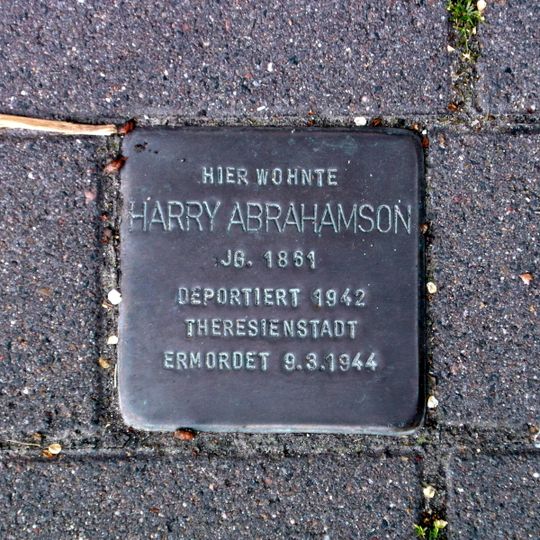 HIER WOHNTE
HARRY ABRAHAMSON
JG. 1861
DEPORTIERT 1942
THERESIENSTADT
ERMORDET 9.3.1944